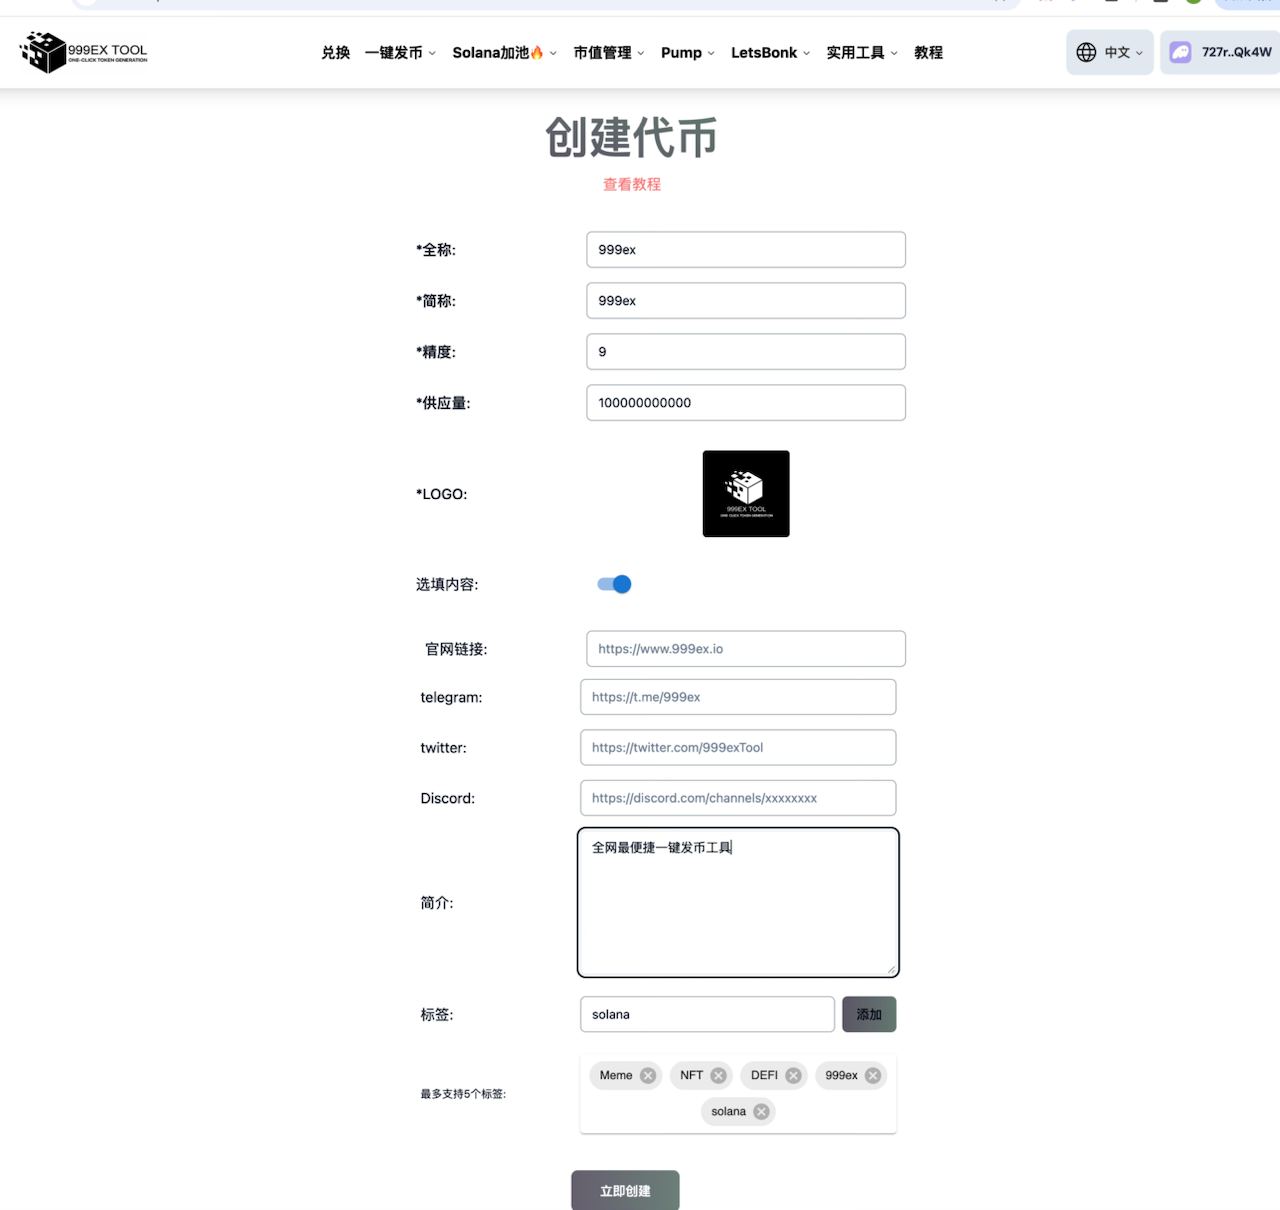 999EX TOOL
ONE-CLICK TOKEN GENERATION
兑换 一键发币 Solana加池🔥 市值管理 Pump LetsBonk 实用工具 教程 中文 727r..Qk4W
创建代币
查看教程
*全称: 999ex
*简称: 999ex
*精度: 9
*供应量: 100000000000
*LOGO:
999EX TOOL
ONE CLICK TOKEN GENERATION
选填内容:
官网链接: https://www.999ex.io
telegram: https://t.me/999ex
twitter: https://twitter.com/999exTool
Discord: https://discord.com/channels/xxxxxxxx
简介: 全网最便捷一键发币工具
标签: solana 添加
最多支持5个标签: Meme NFT DEFI 999ex
solana
立即创建